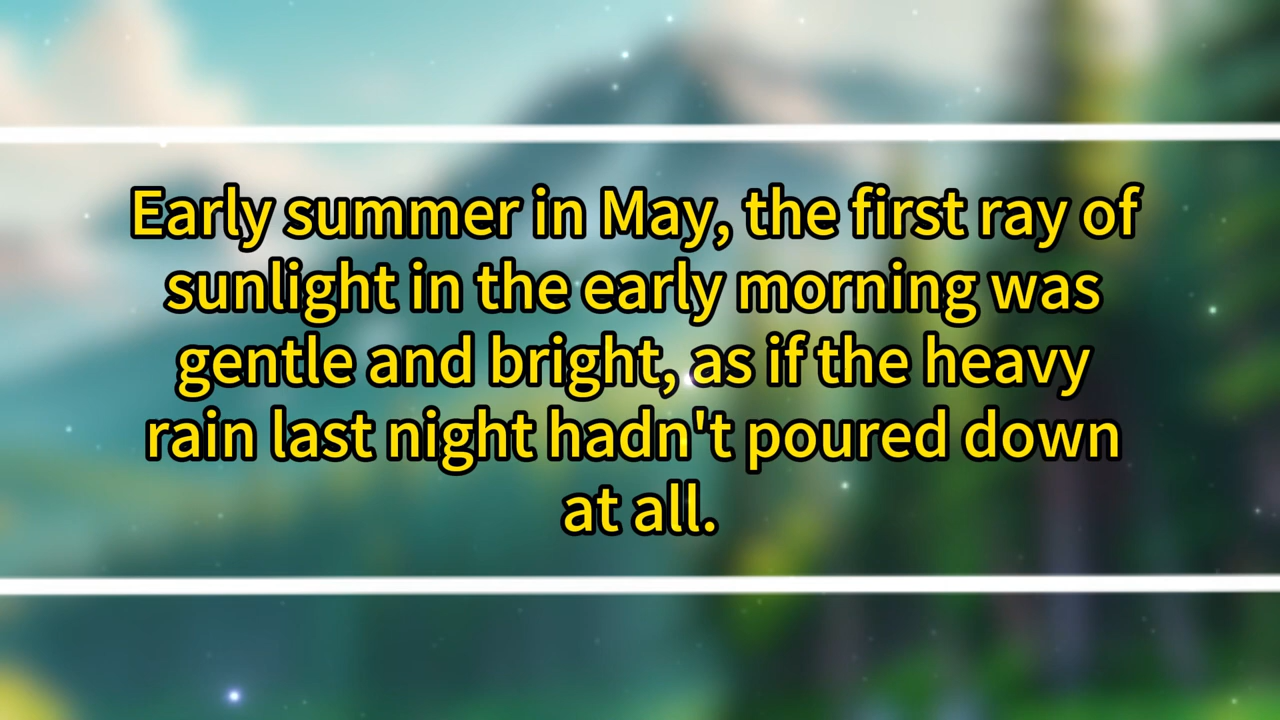 Early summer in May, the first ray of
sunlight in the early morning was
gentle and bright, as if the heavy
rain last night hadn't poured down
at all.